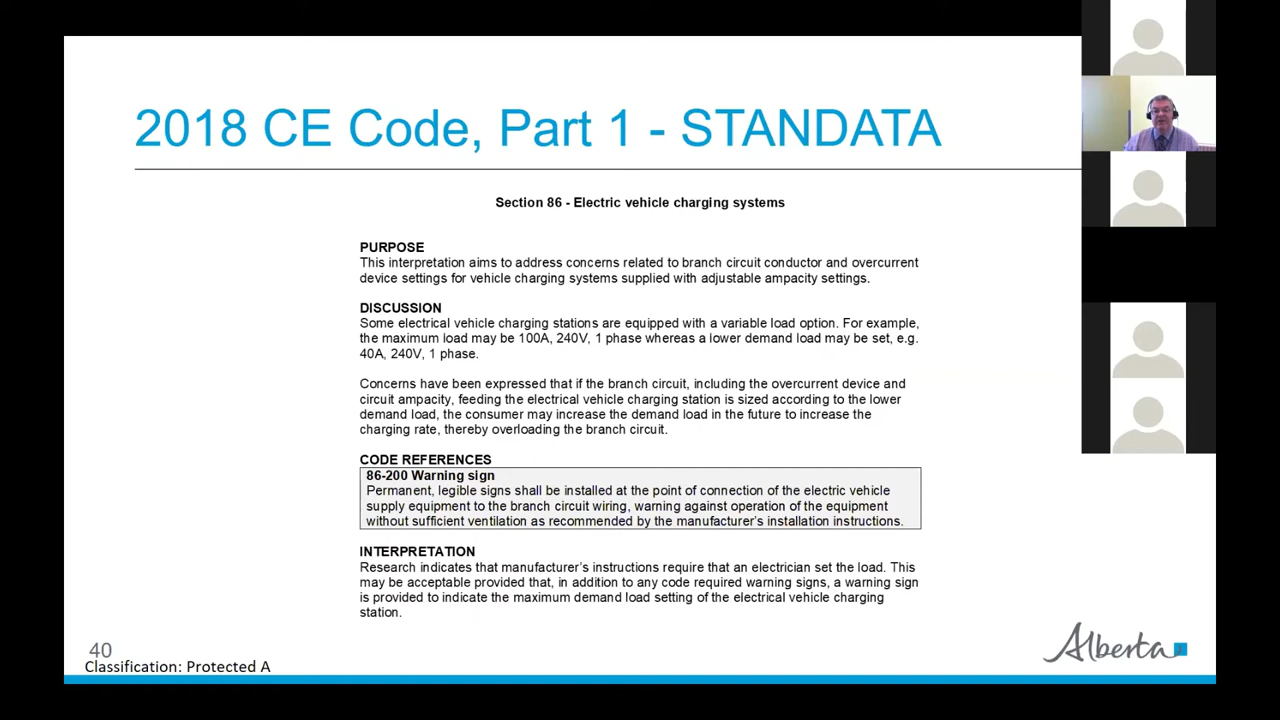 2018 CE Code, Part 1 - STANDATA
Section 86 - Electric vehicle charging systems
PURPOSE
This interpretation aims to address concerns related to branch circuit conductor and overcurrent
device settings for vehicle charging systems supplied with adjustable ampacity settings.
DISCUSSION
Some electrical vehicle charging stations are equipped with a variable load option. For example,
the maximum load may be 100A, 240V, 1 phase whereas a lower demand load may be set, e.g.
40A, 240V, 1 phase.
Concerns have been expressed that if the branch circuit, including the overcurrent device and
circuit ampacity, feeding the electrical vehicle charging station is sized according to the lower
demand load, the consumer may increase the demand load in the future to increase the
charging rate, thereby overloading the branch circuit.
CODE REFERENCES
86-200 Warning sign
Permanent, legible signs shall be installed at the point of connection of the electric vehicle
supply equipment to the branch circuit wiring, warning against operation of the equipment
without sufficient ventilation as recommended by the manufacturer's installation instructions.
INTERPRETATION
Research indicates that manufacturer's instructions require that an electrician set the load. This
may be acceptable provided that, in addition to any code required warning signs, a warning sign
is provided to indicate the maximum demand load setting of the electrical vehicle charging
station.
40
Classification: Protected A
Alberta